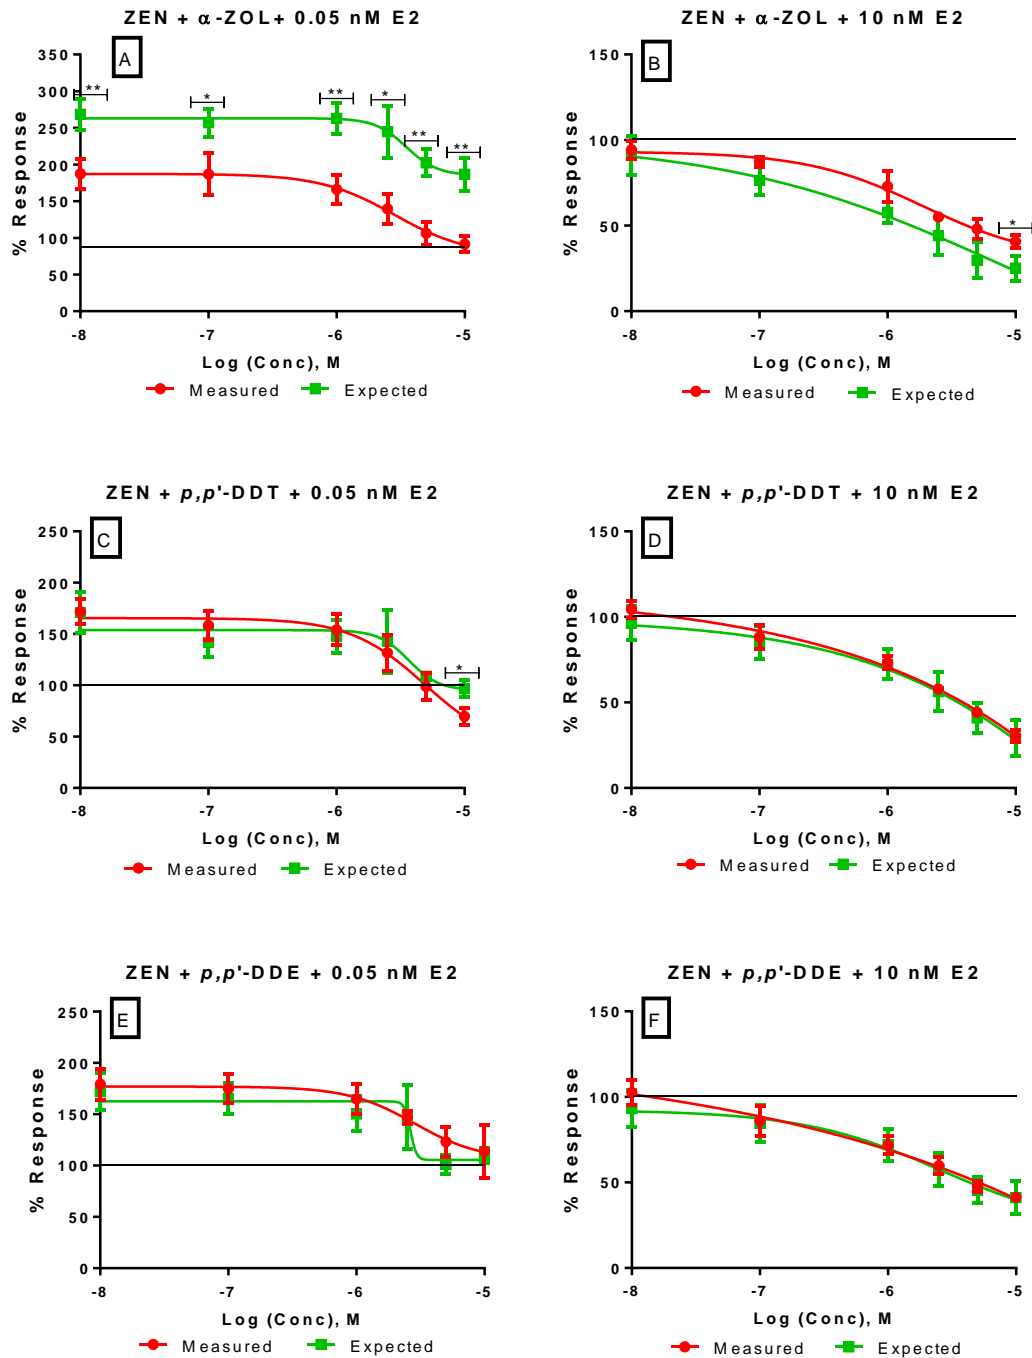 ZEN + α-ZOL+ 0.05 nM E2
A
350
300
250
200
150
100
50
0
% Response
** * ** * ** **
-8 -7 -6 -5
Log (Conc), M
Measured Expected
ZEN + α-ZOL + 10 nM E2
B
150
100
50
0
% Response
*
-8 -7 -6 -5
Log (Conc), M
Measured Expected
ZEN + p,p'-DDT + 0.05 nM E2
C
250
200
150
100
50
0
% Response
*
-8 -7 -6 -5
Log (Conc), M
Measured Expected
ZEN + p,p'-DDT + 10 nM E2
D
150
100
50
0
% Response
-8 -7 -6 -5
Log (Conc), M
Measured Expected
ZEN + p,p'-DDE + 0.05 nM E2
E
250
200
150
100
50
0
% Response
-8 -7 -6 -5
Log (Conc), M
Measured Expected
ZEN + p,p'-DDE + 10 nM E2
F
150
100
50
0
% Response
-8 -7 -6 -5
Log (Conc), M
Measured Expected